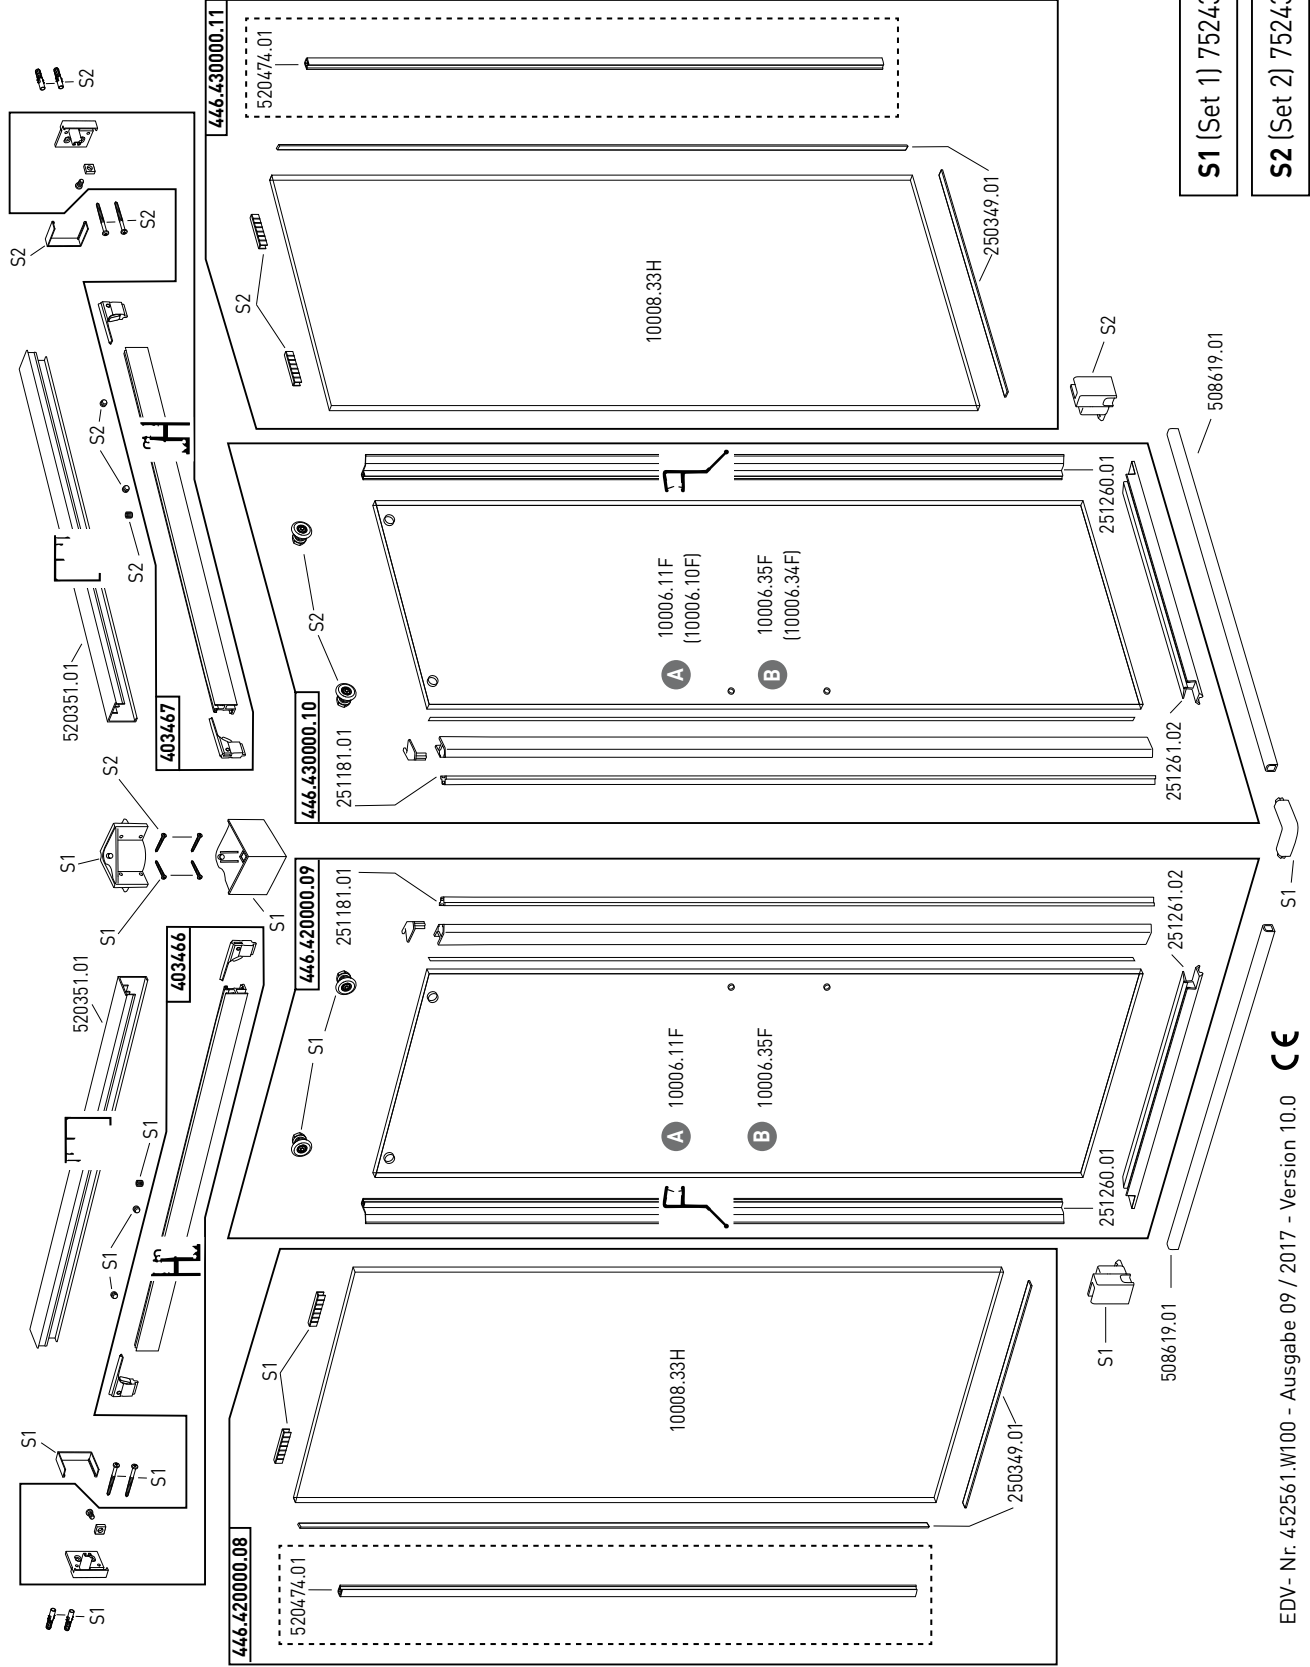 S2
S1
S1
S2
520351.01
520351.01
S2
S1
S1
S1
S1
S2
S2
S2
S1
S1
S2
S2
403466
403467
446.420000.08
446.430000.11
520474.01
520474.01
S1
S1
S2
446.420000.09
446.430000.10
S1
S2
251181.01
251181.01
10008.33H
A 10006.11F
A 10006.11F
(10006.10F)
10008.33H
B 10006.35F
B 10006.35F
(10006.34F)
250349.01
250349.01
251260.01
251260.01
S1
S2
251261.02
251261.02
508619.01
508619.01
S1
S1 (Set 1) 75243
S2 (Set 2) 75243
EDV- Nr. 452561.W100 - Ausgabe 09 / 2017 - Version 10.0 CE